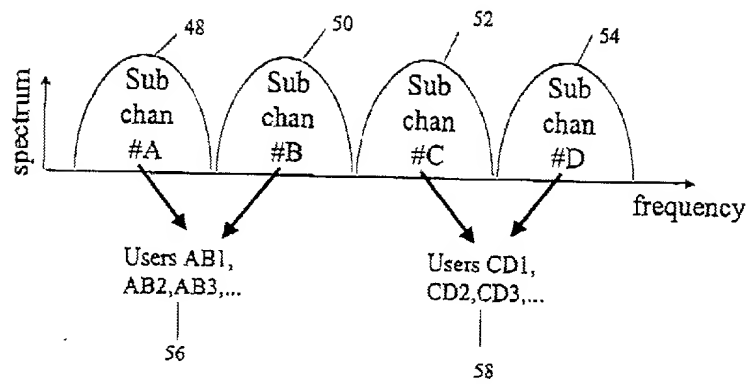 48
50
52
54
spectrum
Sub
chan
#A
Sub
chan
#B
Sub
chan
#C
Sub
chan
#D
frequency
Users AB1,
AB2,AB3,...
Users CD1,
CD2,CD3,...
56
58